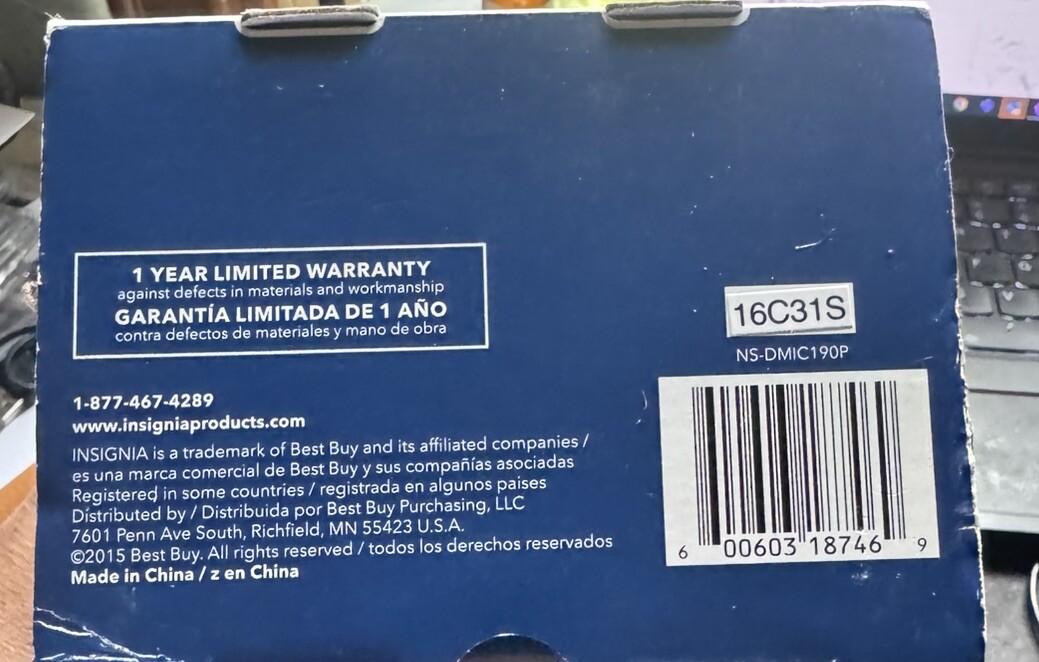 1 YEAR LIMITED WARRANTY
against defects in materials and workmanship
GARANTÍA LIMITADA DE 1 AÑO
contra defectos de materiales y mano de obra
16C31S
NS-DMIC190P
1-877-467-4289
www.insigniaproducts.com
INSIGNIA is a trademark of Best Buy and its affiliated companies /
es una marca comercial de Best Buy y sus compañías asociadas
Registered in some countries / registrada en algunos paises
Distributed by / Distribuida por Best Buy Purchasing, LLC
7601 Penn Ave South, Richfield, MN 55423 U.S.A.
©2015 Best Buy. All rights reserved / todos los derechos reservados
Made in China / z en China
6 00603 18746 9